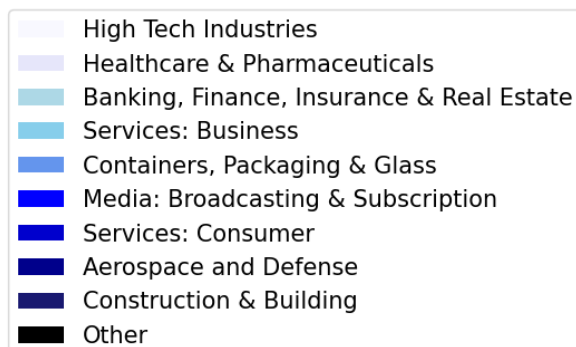 High Tech Industries
Healthcare & Pharmaceuticals
Banking, Finance, Insurance & Real Estate
Services: Business
Containers, Packaging & Glass
Media: Broadcasting & Subscription
Services: Consumer
Aerospace and Defense
Construction & Building
Other